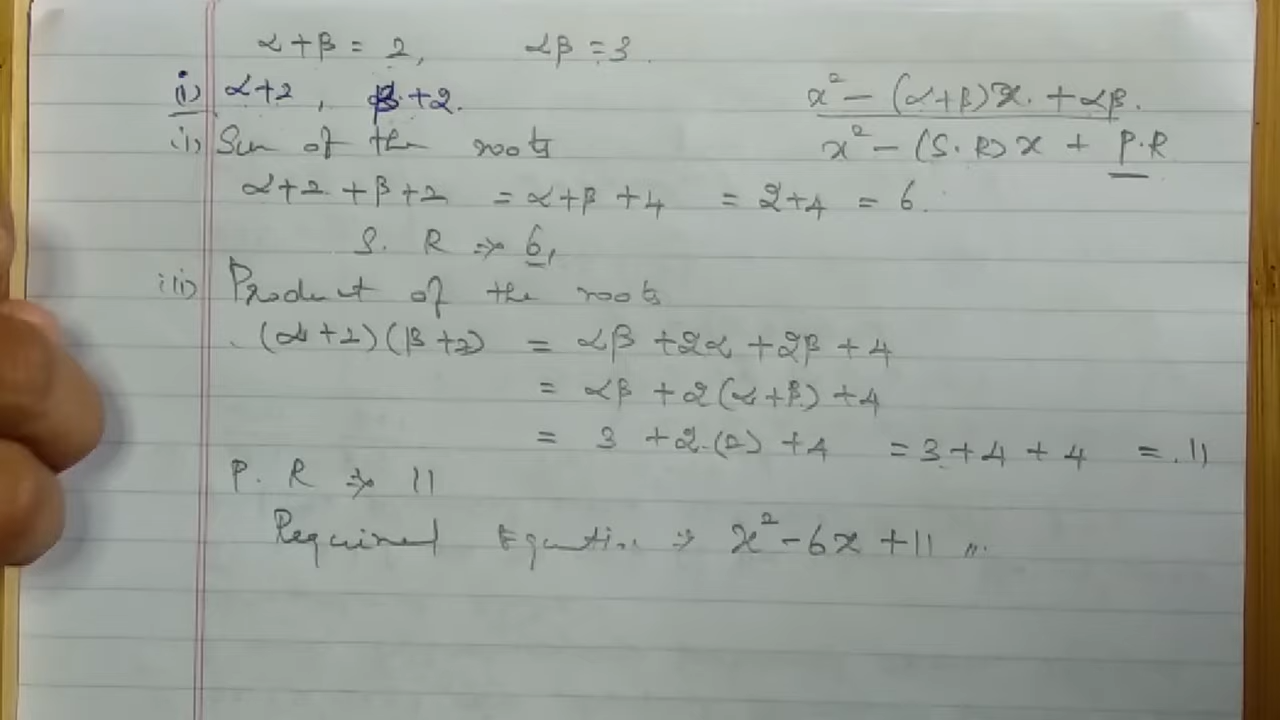 α+β = 2, αβ = 3.
(i) α+2, β+2.
x² - (α+β)x + αβ.
x² - (S.R)x + P.R
i) Sum of the roots
α+2+β+2 = α+β+4 = 2+4 = 6.
S. R ⇒ 6,
ii) Product of the roots
(α+2)(β+2) = αβ +2α +2β +4
= αβ +2(α+β) +4
= 3 +2.(2) +4 = 3+4+4 = 11
P. R ⇒ 11
Required Equation ⇒ x²-6x+11 //.